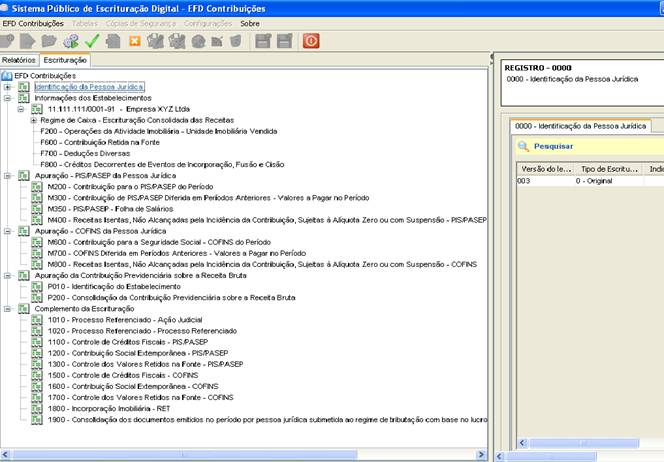 Sistema Público de Escrituração Digital - EFD Contribuições
EFD Contribuições Tabelas Cópias de Segurança Configurações Sobre
Relatórios Escrituração
EFD Contribuições
Identificação da Pessoa Jurídica
Informações dos Estabelecimentos
11.111.111/0001-91 - Empresa XYZ Ltda
Regime de Caixa - Escrituração Consolidada das Receitas
F200 - Operações da Atividade Imobiliária - Unidade Imobiliária Vendida
F600 - Contribuição Retida na Fonte
F700 - Deduções Diversas
F800 - Créditos Decorrentes de Eventos de Incorporação, Fusão e Cisão
Apuração - PIS/PASEP da Pessoa Jurídica
M200 - Contribuição para o PIS/PASEP do Período
M300 - Contribuição de PIS/PASEP Diferida em Períodos Anteriores - Valores a Pagar no Período
M350 - PIS/PASEP - Folha de Salários
M400 - Receitas Isentas, Não Alcançadas pela Incidência da Contribuição, Sujeitas à Alíquota Zero ou com Suspensão - PIS/PASEP
Apuração - COFINS da Pessoa Jurídica
M600 - Contribuição para a Seguridade Social - COFINS do Período
M700 - COFINS Diferida em Períodos Anteriores - Valores a Pagar no Período
M800 - Receitas Isentas, Não Alcançadas pela Incidência da Contribuição, Sujeitas à Alíquota Zero ou com Suspensão - COFINS
Apuração da Contribuição Previdenciária sobre a Receita Bruta
P010 - Identificação do Estabelecimento
P200 - Consolidação da Contribuição Previdenciária sobre a Receita Bruta
Complemento da Escrituração
1010 - Processo Referenciado - Ação Judicial
1020 - Processo Referenciado - Processo Referenciado
1100 - Controle de Créditos Fiscais - PIS/PASEP
1200 - Contribuição Social Extemporânea - PIS/PASEP
1300 - Controle dos Valores Retidos na Fonte - PIS/PASEP
1500 - Controle de Créditos Fiscais - COFINS
1600 - Contribuição Social Extemporânea - COFINS
1700 - Controle dos Valores Retidos na Fonte - COFINS
1800 - Incorporação Imobiliária - RET
1900 - Consolidação dos documentos emitidos no período por pessoa jurídica submetida ao regime de tributação com base no lucro
REGISTRO - 0000
0000 - Identificação da Pessoa Jurídica
0000 - Identificação da Pessoa Jurídica
Pesquisar
Versão do le... Tipo de Escritu... Indi
003 0 - Original